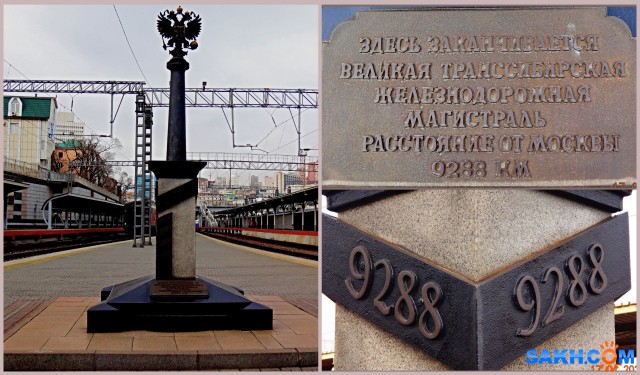 ЗДЕСЬ ЗАКАНЧИВАЕТСЯ
ВЕЛИКАЯ ТРАНССИБИРСКАЯ
ЖЕЛЕЗНОДОРОЖНАЯ
МАГИСТРАЛЬ
РАССТОЯНИЕ ОТ МОСКВЫ
9288 КМ
9288
9288
SAKH.COM